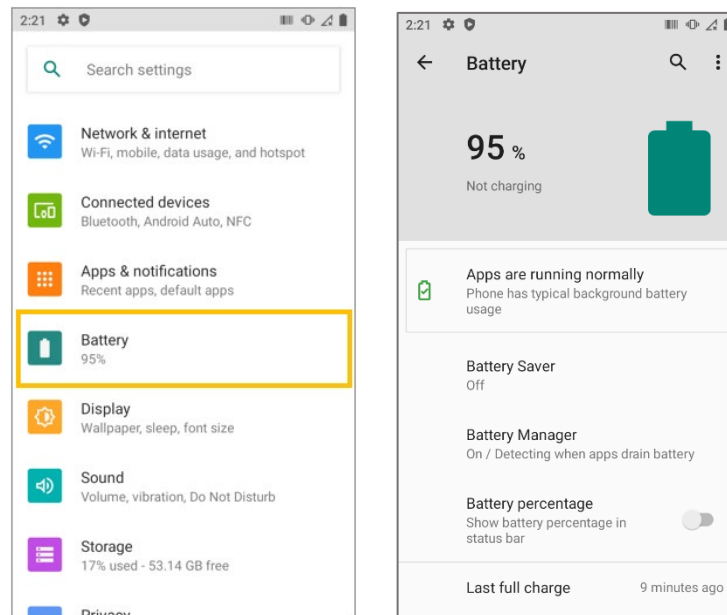 2:21
Search settings
Network & internet
Wi-Fi, mobile, data usage, and hotspot
Connected devices
Bluetooth, Android Auto, NFC
Apps & notifications
Recent apps, default apps
Battery
95%
Display
Wallpaper, sleep, font size
Sound
Volume, vibration, Do Not Disturb
Storage
17% used - 53.14 GB free
Privacy
2:21
Battery
95 %
Not charging
Apps are running normally
Phone has typical background battery
usage
Battery Saver
Off
Battery Manager
On / Detecting when apps drain battery
Battery percentage
Show battery percentage in
status bar
Last full charge 9 minutes ago